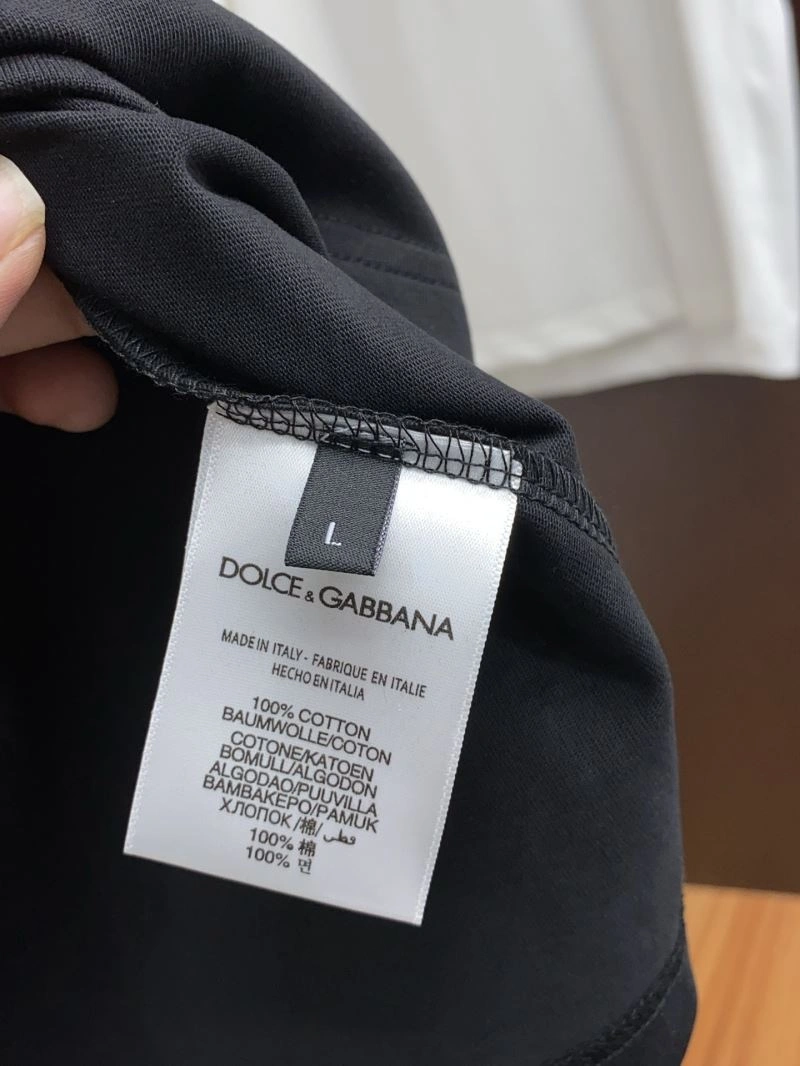 L
DOLCE & GABBANA
MADE IN ITALY - FABRIQUE EN ITALIE
HECHO EN ITALIA
100% COTTON
BAUMWOLLE/COTON
COTONE/KATOEN
BOMULL/ALGODON
ALGODAO/PUUVILLA
BAMBAKEPO/PAMUK
ХЛОПОК/棉/قطن
100% 棉
100% 면